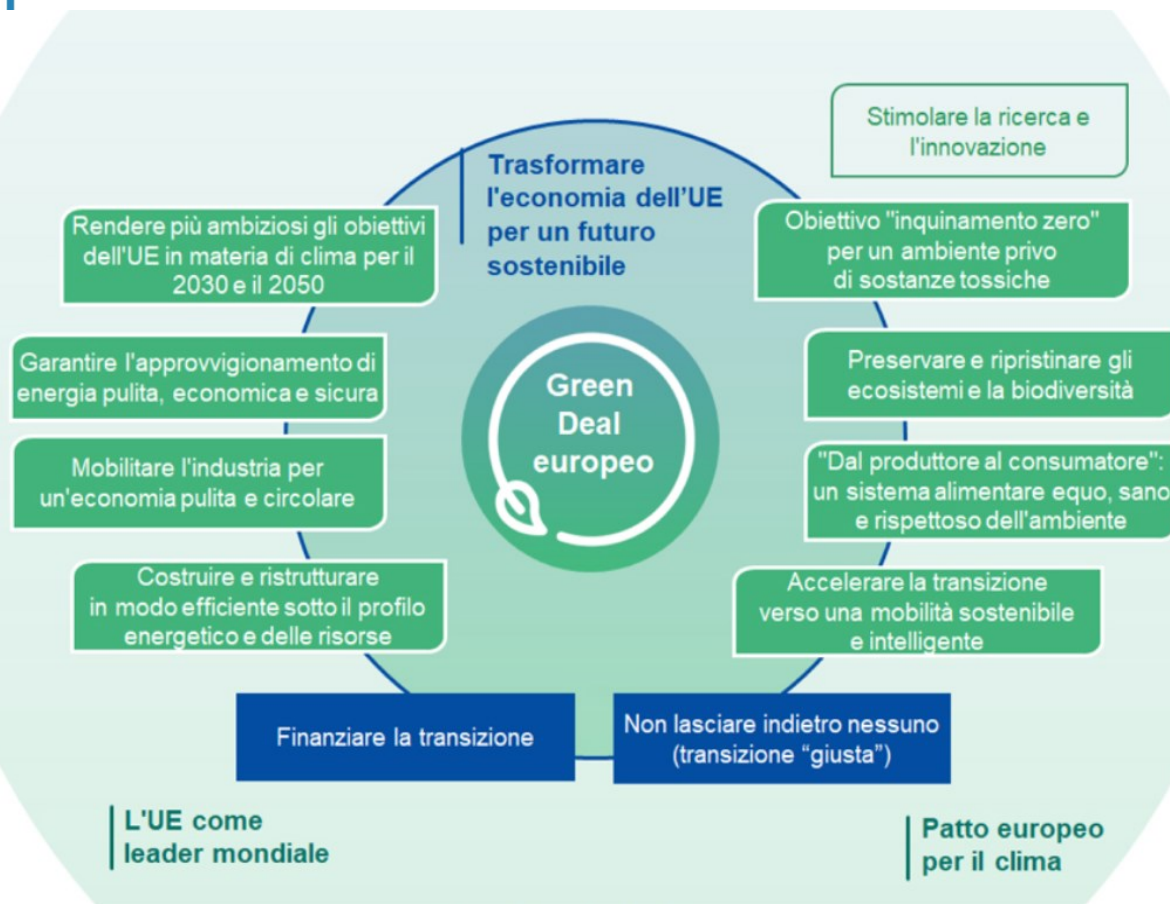 Stimolare la ricerca e
l'innovazione
Trasformare
l'economia dell'UE
per un futuro
sostenibile
Rendere più ambiziosi gli obiettivi
dell'UE in materia di clima per il
2030 e il 2050
Obiettivo "inquinamento zero"
per un ambiente privo
di sostanze tossiche
Garantire l'approvvigionamento di
energia pulita, economica e sicura
Preservare e ripristinare gli
ecosistemi e la biodiversità
Green
Deal
europeo
Mobilitare l'industria per
un'economia pulita e circolare
"Dal produttore al consumatore":
un sistema alimentare equo, sano
e rispettoso dell'ambiente
Costruire e ristrutturare
in modo efficiente sotto il profilo
energetico e delle risorse
Accelerare la transizione
verso una mobilità sostenibile
e intelligente
Finanziare la transizione
Non lasciare indietro nessuno
(transizione “giusta”)
L'UE come
leader mondiale
Patto europeo
per il clima